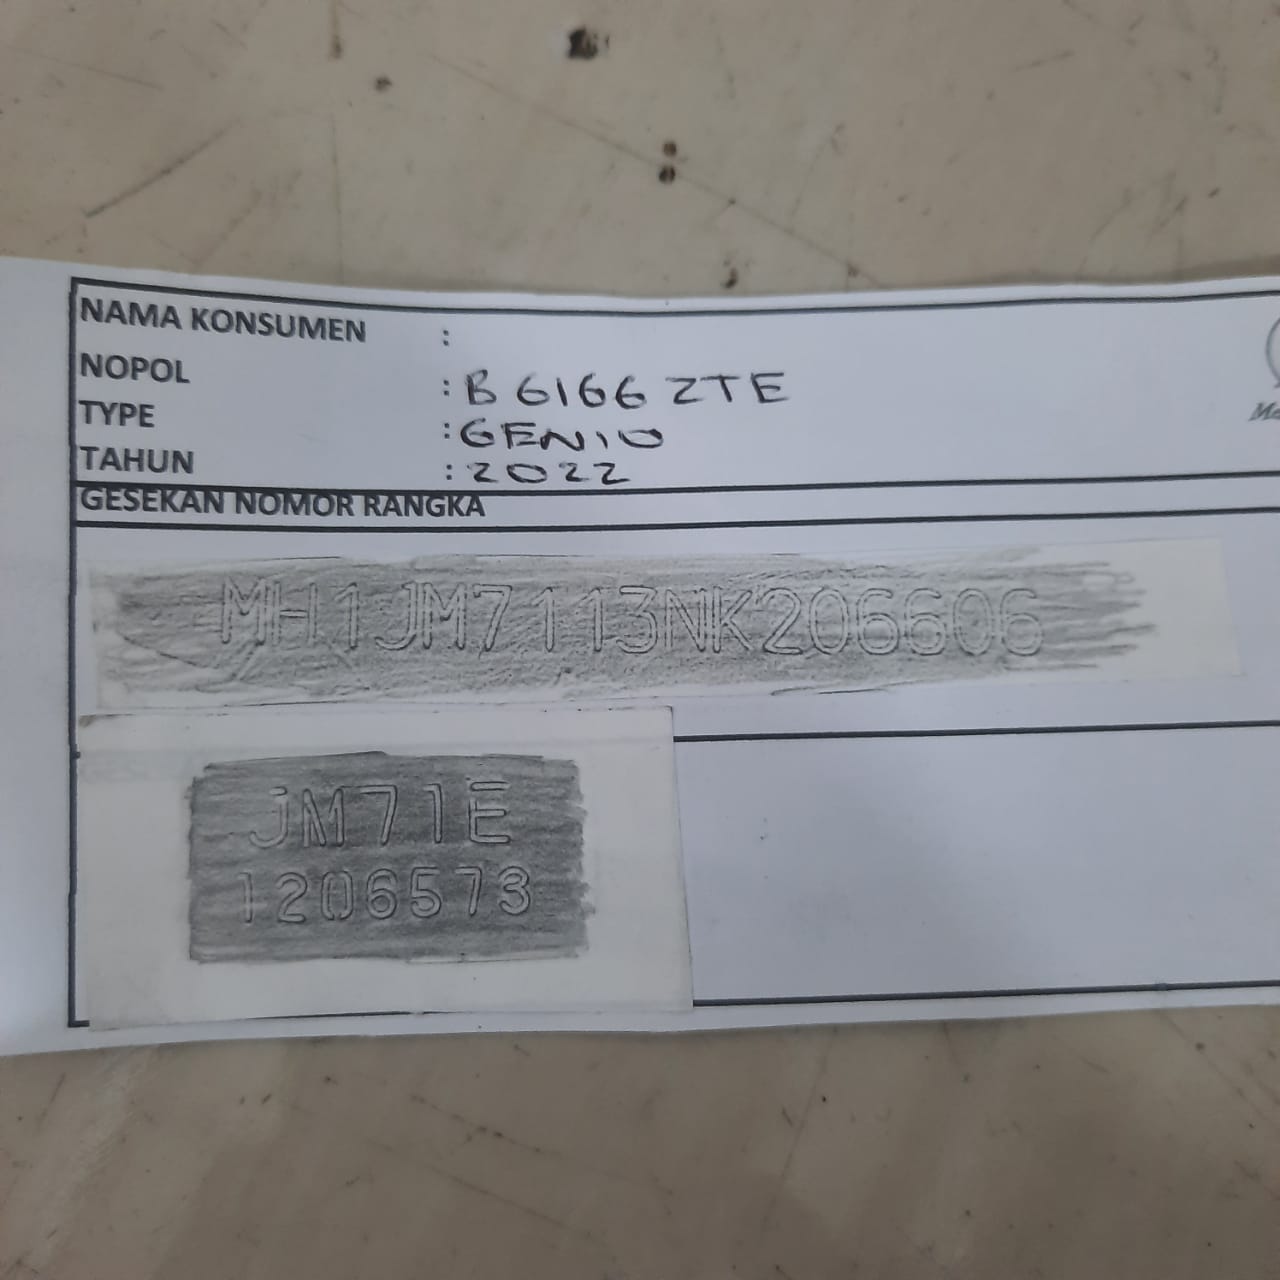 NAMA KONSUMEN :
NOPOL : B 6166 ZTE
TYPE : GENIO
TAHUN : 2022
GESEKAN NOMOR RANGKA
MH1JM7113NK206606
JM71E
1206573